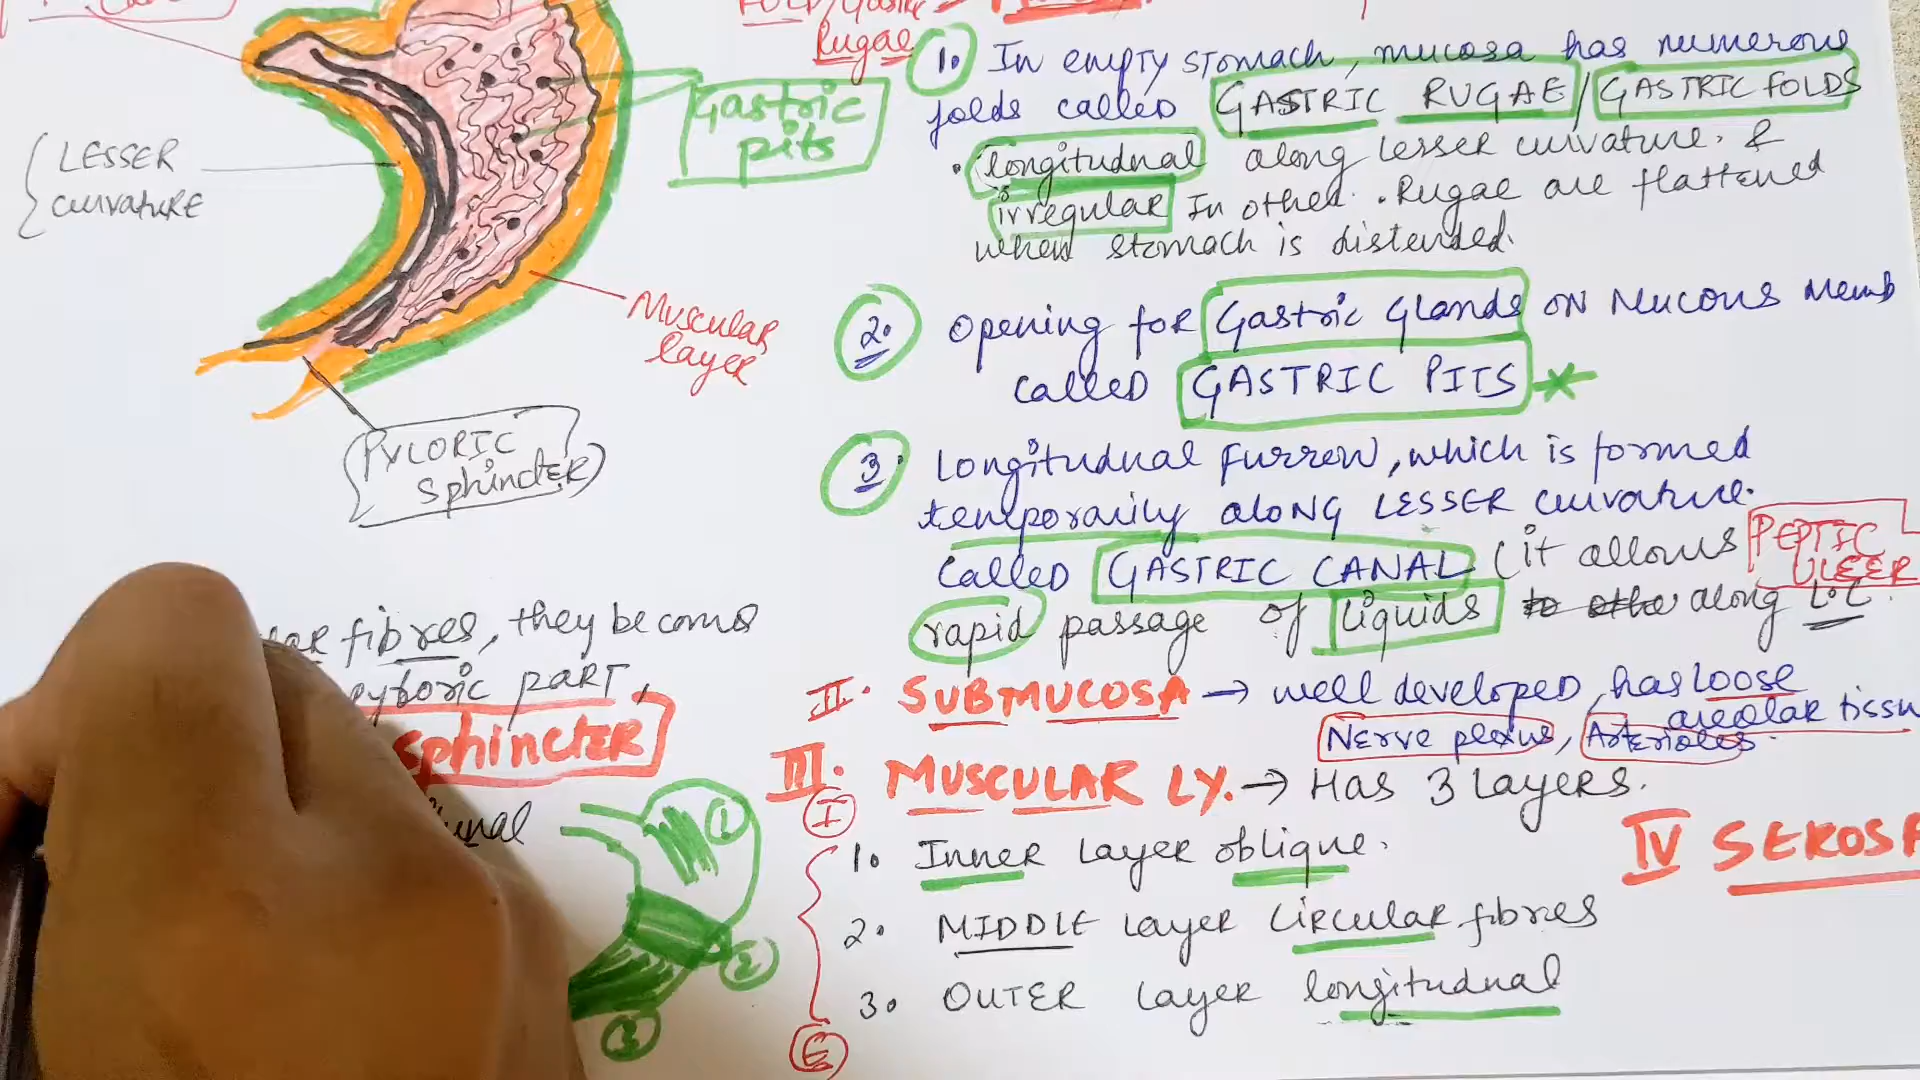 Rugae
1. In empty stomach, mucosa has numerous
folds called GASTRIC RUGAE / GASTRIC FOLDS
. longitudnal along lesser curvature. &
irregular In other. . Rugae are flattened
when stomach is distended.
Gastric
pits
LESSER
curvature
Muscular
layer
2. Opening for Gastric Glands ON Mucous Memb
called GASTRIC PITS
PYLORIC
Sphincter
3. Longitudnal Furrow, which is formed
temporarily along LESSER curvature.
called GASTRIC CANAL (it allows
rapid passage of liquids along L.C.
PEPTIC
ULCER
fibres, they becoms
pyloric PART,
sphincter
II. SUBMUCOSA → well developed, has loose
areolar tissu
Nerve plexus, Arterioles.
III. MUSCULAR LY. → Has 3 layers.
I
1. Inner layer oblique.
2. MIDDLE layer circular fibres
3. OUTER layer longitudnal
E
IV SEROSA
1
2
3